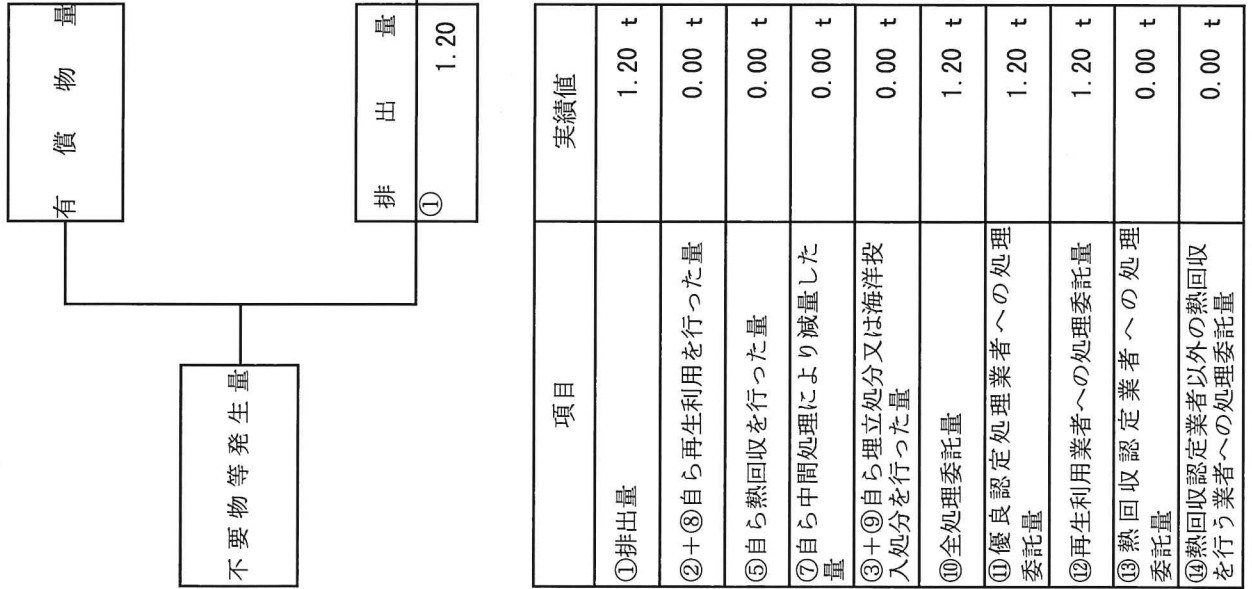 有償物量
不要物等発生量
排出量
① 1.20
項目 実績値
①排出量 1.20 t
②+⑧自ら再生利用を行った量 0.00 t
⑤自ら熱回収を行った量 0.00 t
⑦自ら中間処理により減量した
量 0.00 t
③+⑨自ら埋立処分又は海洋投
入処分を行った量 0.00 t
⑩全処理委託量 1.20 t
⑪優良認定処理業者への処理
委託量 1.20 t
⑫再生利用業者への処理委託量 1.20 t
⑬熱回収認定業者への処理
委託量 0.00 t
⑭熱回収認定業者以外の熱回収
を行う業者への処理委託量 0.00 t